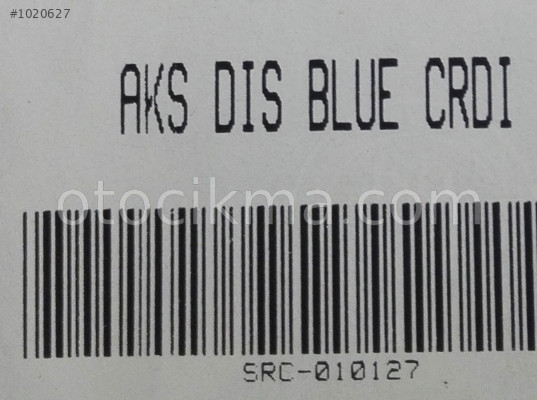 #1020627
AKS DIS BLUE CRDI
otocikma.com
SRC-010127